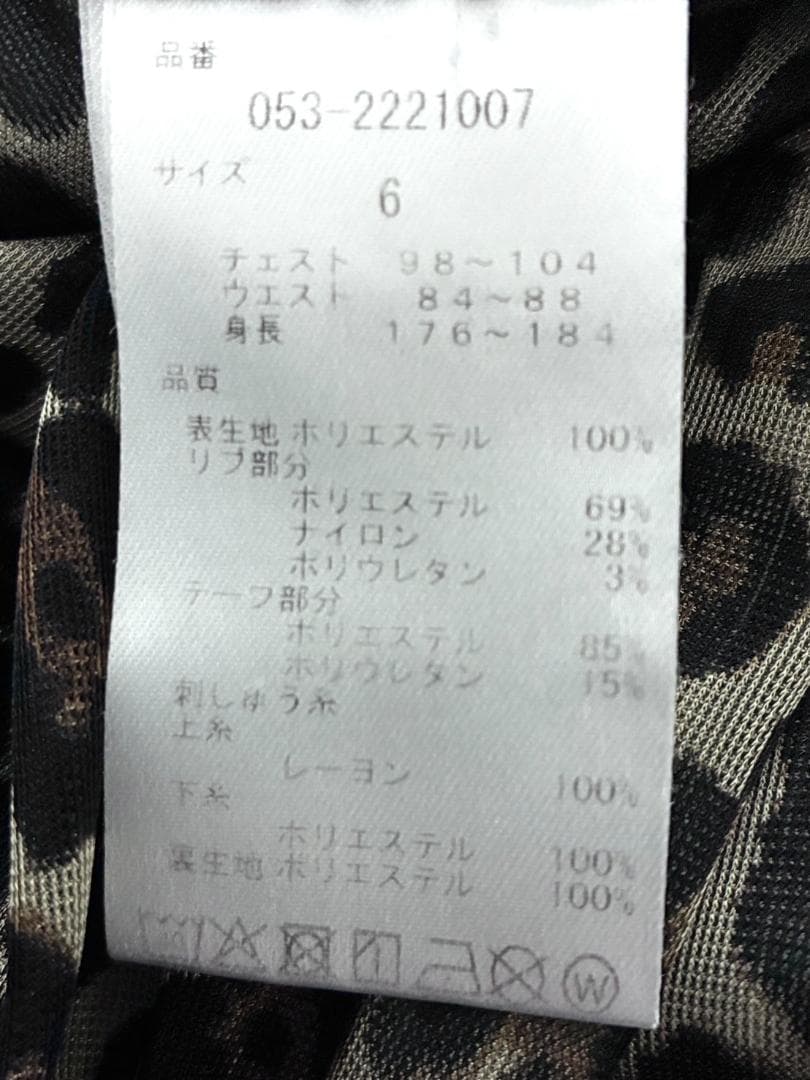 品番
053-2221007
サイズ
6
チェスト 98～104
ウエスト 84～88
身長 176～184
品質
表生地 ポリエステル 100%
リブ部分
ポリエステル 69%
ナイロン 28%
ポリウレタン 3%
テープ部分
ポリエステル 85%
ポリウレタン 15%
刺しゅう糸
上糸
レーヨン 100%
下糸
ポリエステル 100%
裏生地 ポリエステル 100%
W